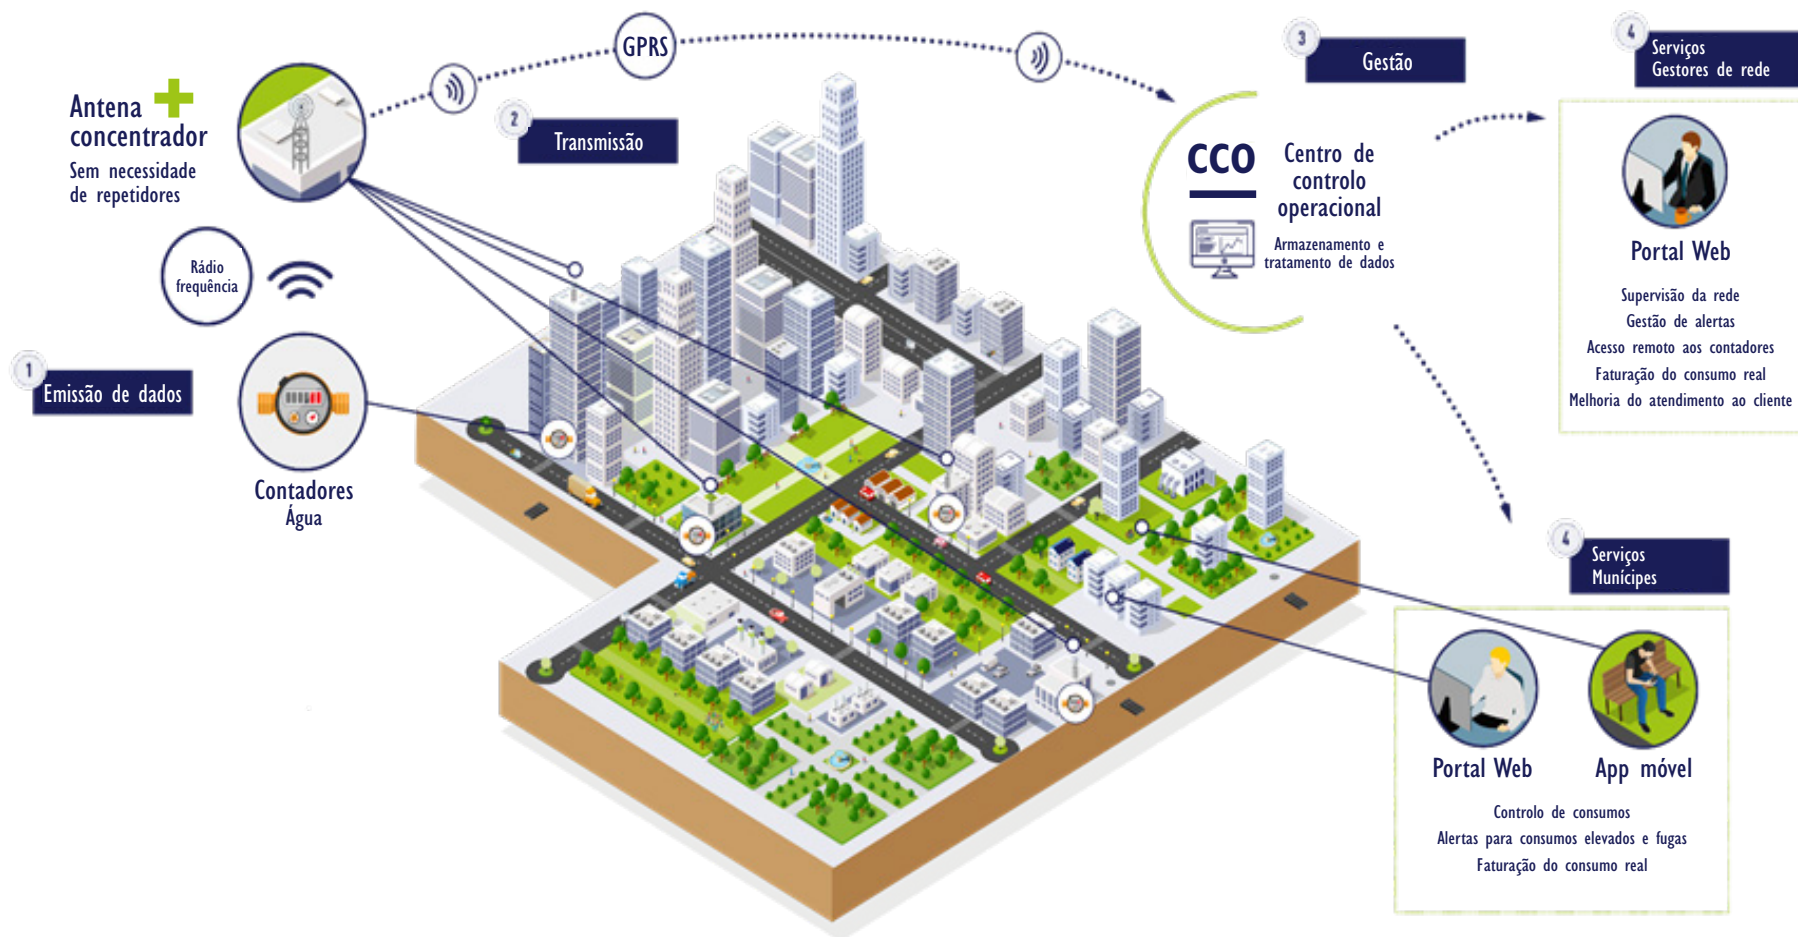 Antena
concentrador
Sem necessidade
de repetidores
Rádio
frequência
1
Emissão de dados
Contadores
Água
GPRS
2
Transmissão
3
Gestão
CCO
Centro de
controlo
operacional
Armazenamento e
tratamento de dados
4
Serviços
Gestores de rede
Portal Web
Supervisão da rede
Gestão de alertas
Acesso remoto aos contadores
Faturação do consumo real
Melhoria do atendimento ao cliente
4
Serviços
Munícipes
Portal Web
App móvel
Controlo de consumos
Alertas para consumos elevados e fugas
Faturação do consumo real